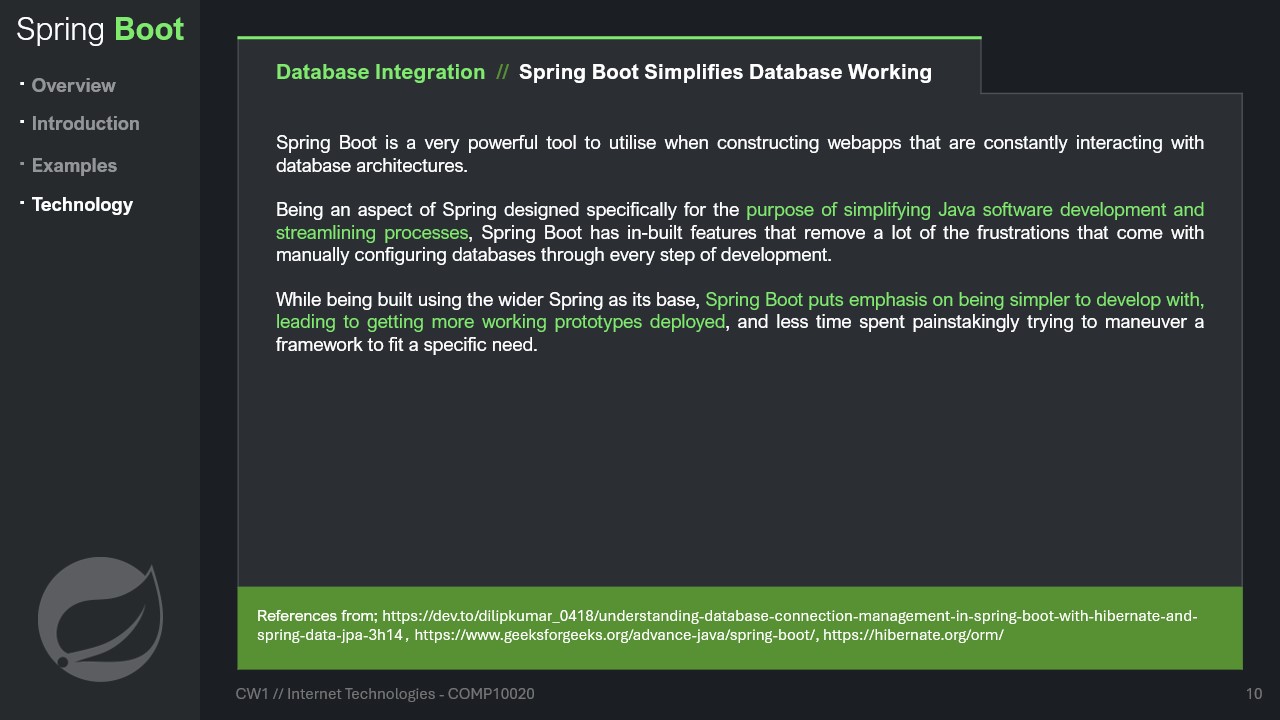 Spring Boot
Overview
Introduction
Examples
Technology
Database Integration // Spring Boot Simplifies Database Working
Spring Boot is a very powerful tool to utilise when constructing webapps that are constantly interacting with
database architectures.
Being an aspect of Spring designed specifically for the purpose of simplifying Java software development and
streamlining processes, Spring Boot has in-built features that remove a lot of the frustrations that come with
manually configuring databases through every step of development.
While being built using the wider Spring as its base, Spring Boot puts emphasis on being simpler to develop with,
leading to getting more working prototypes deployed, and less time spent painstakingly trying to maneuver a
framework to fit a specific need.
References from; https://dev.to/dilipkumar_0418/understanding-database-connection-management-in-spring-boot-with-hibernate-and-
spring-data-jpa-3h14 , https://www.geeksforgeeks.org/advance-java/spring-boot/, https://hibernate.org/orm/
CW1 // Internet Technologies - COMP10020
10